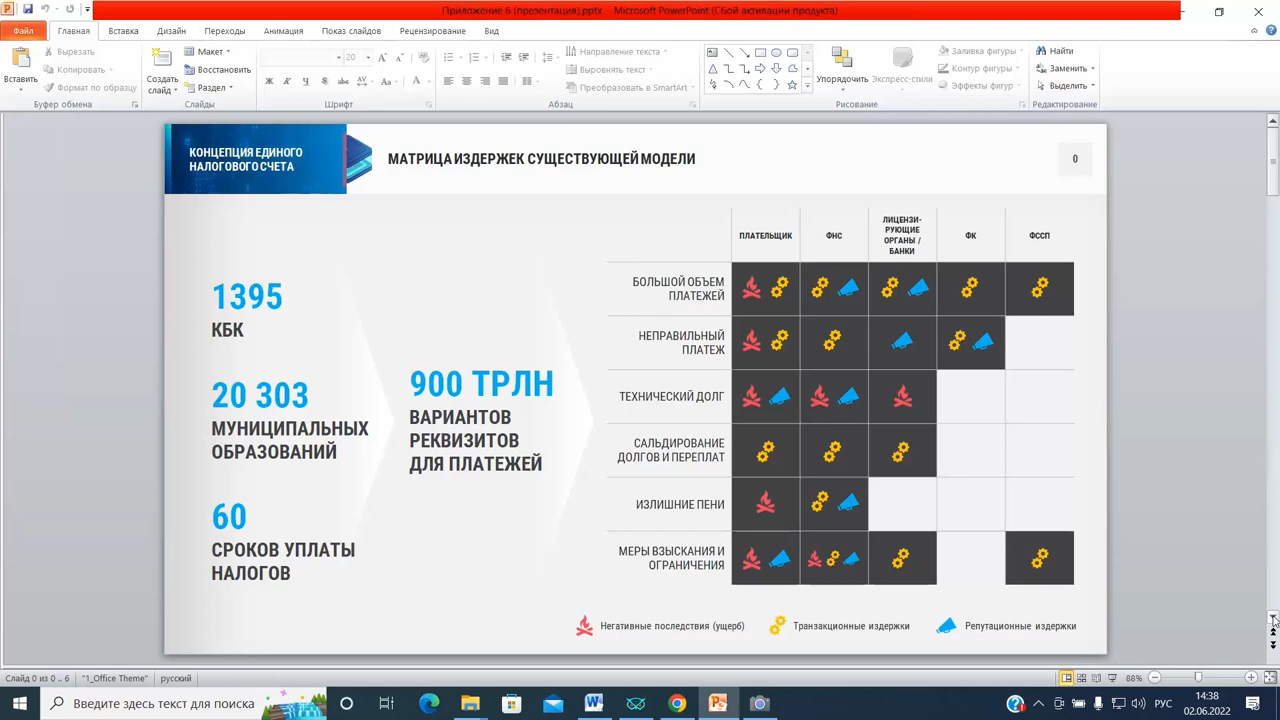 Приложение 6 (презентация).pptx - Microsoft PowerPoint (Сбой активации продукта)
Файл Главная Вставка Дизайн Переходы Анимация Показ слайдов Рецензирование Вид
Вставить
Вырезать
Копировать
Формат по образцу
Буфер обмена
Создать слайд
Макет
Восстановить
Раздел
Слайды
20
Ж К Ч S abc AV Aa A
Шрифт
Направление текста
Выровнять текст
Преобразовать в SmartArt
Абзац
Упорядочить
Экспресс-стили
Заливка фигуры
Контур фигуры
Эффекты фигур
Рисование
Найти
Заменить
Выделить
Редактирование
КОНЦЕПЦИЯ ЕДИНОГО
НАЛОГОВОГО СЧЕТА
МАТРИЦА ИЗДЕРЖЕК СУЩЕСТВУЮЩЕЙ МОДЕЛИ
0
1395
КБК
20 303
МУНИЦИПАЛЬНЫХ
ОБРАЗОВАНИЙ
60
СРОКОВ УПЛАТЫ
НАЛОГОВ
900 ТРЛН
ВАРИАНТОВ
РЕКВИЗИТОВ
ДЛЯ ПЛАТЕЖЕЙ
ПЛАТЕЛЬЩИК
ФНС
ЛИЦЕНЗИ-
РУЮЩИЕ
ОРГАНЫ /
БАНКИ
ФК
ФССП
БОЛЬШОЙ ОБЪЕМ
ПЛАТЕЖЕЙ
НЕПРАВИЛЬНЫЙ
ПЛАТЕЖ
ТЕХНИЧЕСКИЙ ДОЛГ
САЛЬДИРОВАНИЕ
ДОЛГОВ И ПЕРЕПЛАТ
ИЗЛИШНИЕ ПЕНИ
МЕРЫ ВЗЫСКАНИЯ И
ОГРАНИЧЕНИЯ
Негативные последствия (ущерб)
Транзакционные издержки
Репутационные издержки
Слайд 0 из 0 .. 6 "1_Office Theme" русский 88%
Введите здесь текст для поиска
РУС
14:38
02.06.2022